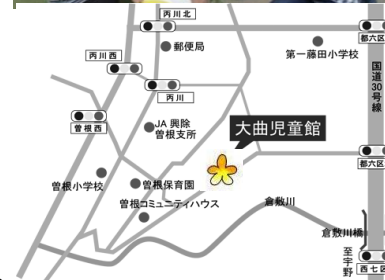 丙川北
郵便局
都六区
丙川西
第一藤田小学校
国道30号線
丙川
JA 興除
曽根支所
曽根西
大曲児童館
都六区
曽根小学校
曽根保育園
曽根コミュニティハウス
倉敷川
倉敷川橋
至宇野
西七区